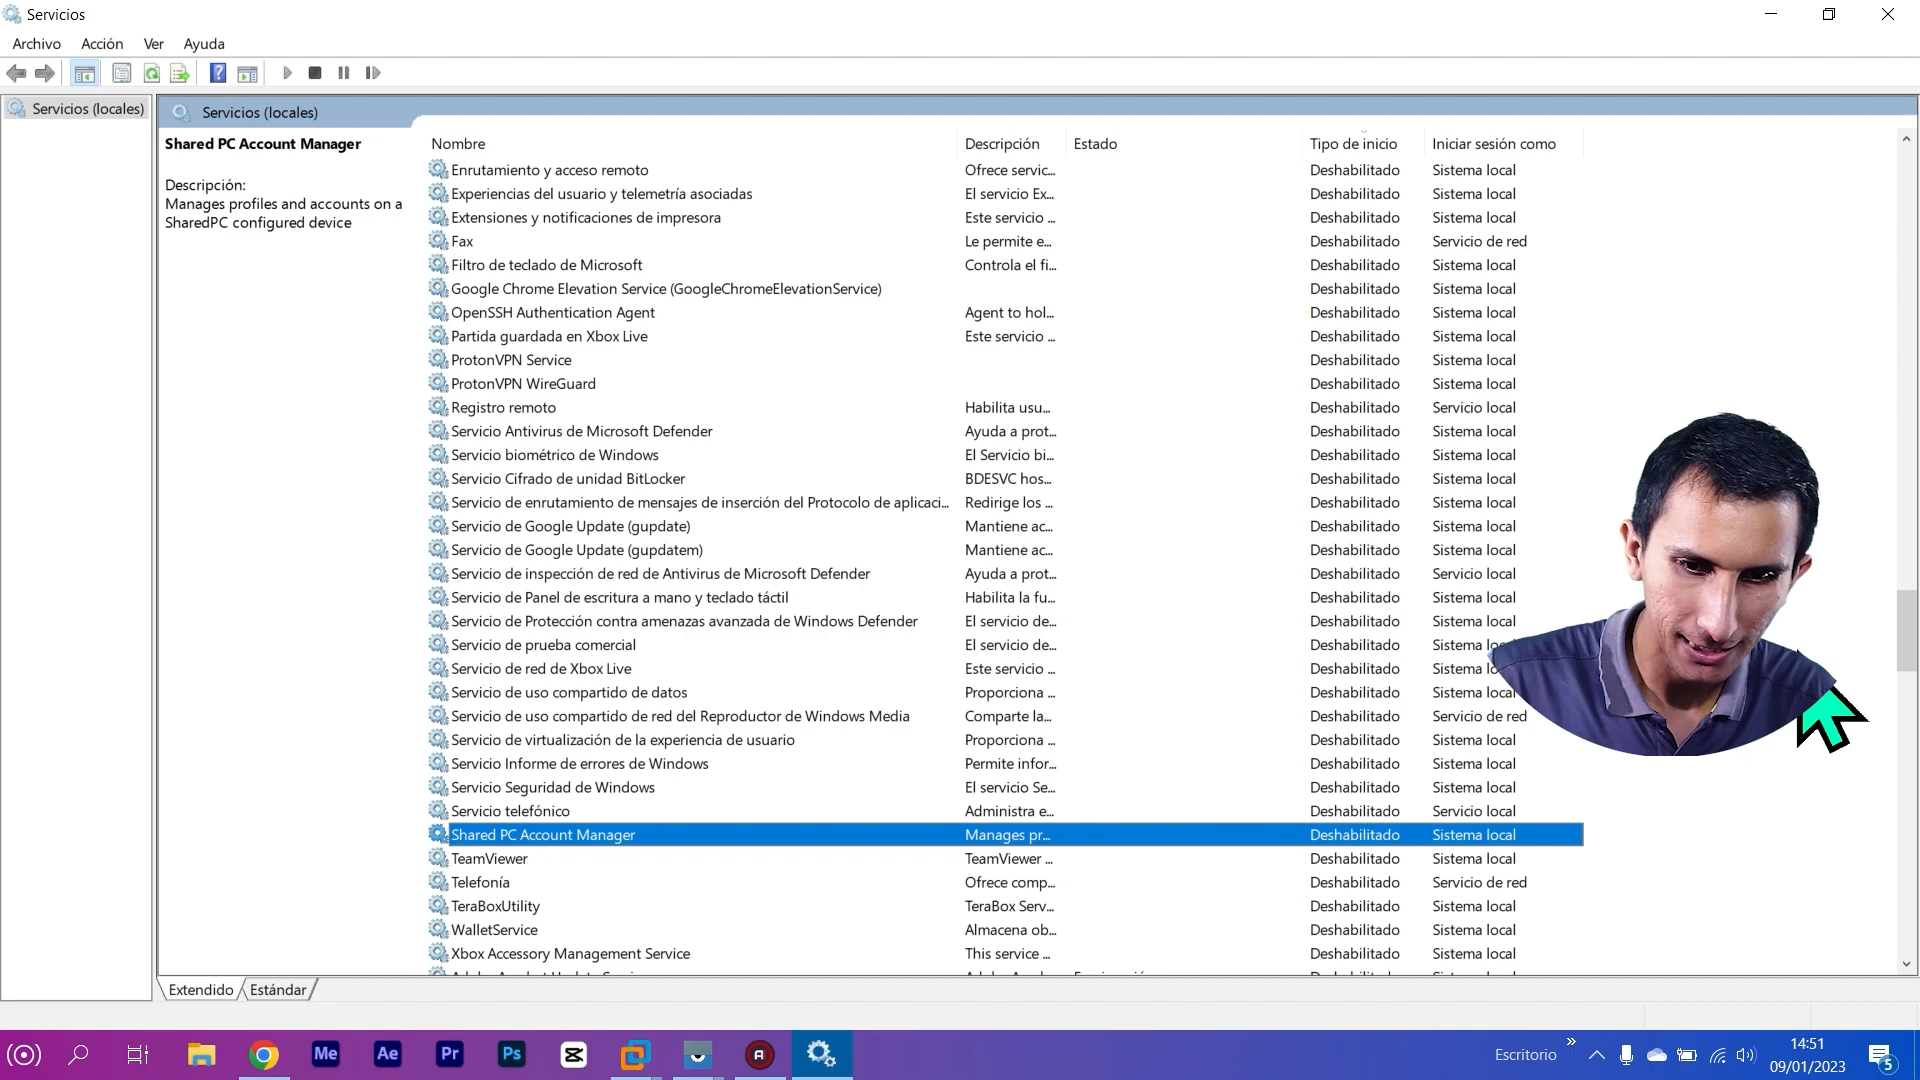 Servicios
Archivo Acción Ver Ayuda
Servicios (locales)
Servicios (locales)
Shared PC Account Manager
Descripción:
Manages profiles and accounts on a
SharedPC configured device
Nombre Descripción Estado Tipo de inicio Iniciar sesión como
Enrutamiento y acceso remoto Ofrece servic... Deshabilitado Sistema local
Experiencias del usuario y telemetría asociadas El servicio Ex... Deshabilitado Sistema local
Extensiones y notificaciones de impresora Este servicio ... Deshabilitado Sistema local
Fax Le permite e... Deshabilitado Servicio de red
Filtro de teclado de Microsoft Controla el fi... Deshabilitado Sistema local
Google Chrome Elevation Service (GoogleChromeElevationService) Deshabilitado Sistema local
OpenSSH Authentication Agent Agent to hol... Deshabilitado Sistema local
Partida guardada en Xbox Live Este servicio ... Deshabilitado Sistema local
ProtonVPN Service Deshabilitado Sistema local
ProtonVPN WireGuard Deshabilitado Sistema local
Registro remoto Habilita usu... Deshabilitado Servicio local
Servicio Antivirus de Microsoft Defender Ayuda a prot... Deshabilitado Sistema local
Servicio biométrico de Windows El Servicio bi... Deshabilitado Sistema local
Servicio Cifrado de unidad BitLocker BDESVC hos... Deshabilitado Sistema local
Servicio de enrutamiento de mensajes de inserción del Protocolo de aplicaci... Redirige los ... Deshabilitado Sistema local
Servicio de Google Update (gupdate) Mantiene ac... Deshabilitado Sistema local
Servicio de Google Update (gupdatem) Mantiene ac... Deshabilitado Sistema local
Servicio de inspección de red de Antivirus de Microsoft Defender Ayuda a prot... Deshabilitado Servicio local
Servicio de Panel de escritura a mano y teclado táctil Habilita la fu... Deshabilitado Sistema local
Servicio de Protección contra amenazas avanzada de Windows Defender El servicio de... Deshabilitado Sistema local
Servicio de prueba comercial El servicio de... Deshabilitado Sistema
Servicio de red de Xbox Live Este servicio ... Deshabilitado Sistema
Servicio de uso compartido de datos Proporciona ... Deshabilitado Sistema local
Servicio de uso compartido de red del Reproductor de Windows Media Comparte la... Deshabilitado Servicio de red
Servicio de virtualización de la experiencia de usuario Proporciona ... Deshabilitado Sistema local
Servicio Informe de errores de Windows Permite infor... Deshabilitado Sistema local
Servicio Seguridad de Windows El servicio Se... Deshabilitado Sistema local
Servicio telefónico Administra e... Deshabilitado Servicio local
Shared PC Account Manager Manages pr... Deshabilitado Sistema local
TeamViewer TeamViewer ... Deshabilitado Sistema local
Telefonía Ofrece comp... Deshabilitado Servicio de red
TeraBoxUtility TeraBox Serv... Deshabilitado Sistema local
WalletService Almacena ob... Deshabilitado Sistema local
Xbox Accessory Management Service This service ... Deshabilitado Sistema local
Extendido Estándar
Me Ae Pr Ps
Escritorio
14:51
09/01/2023
5